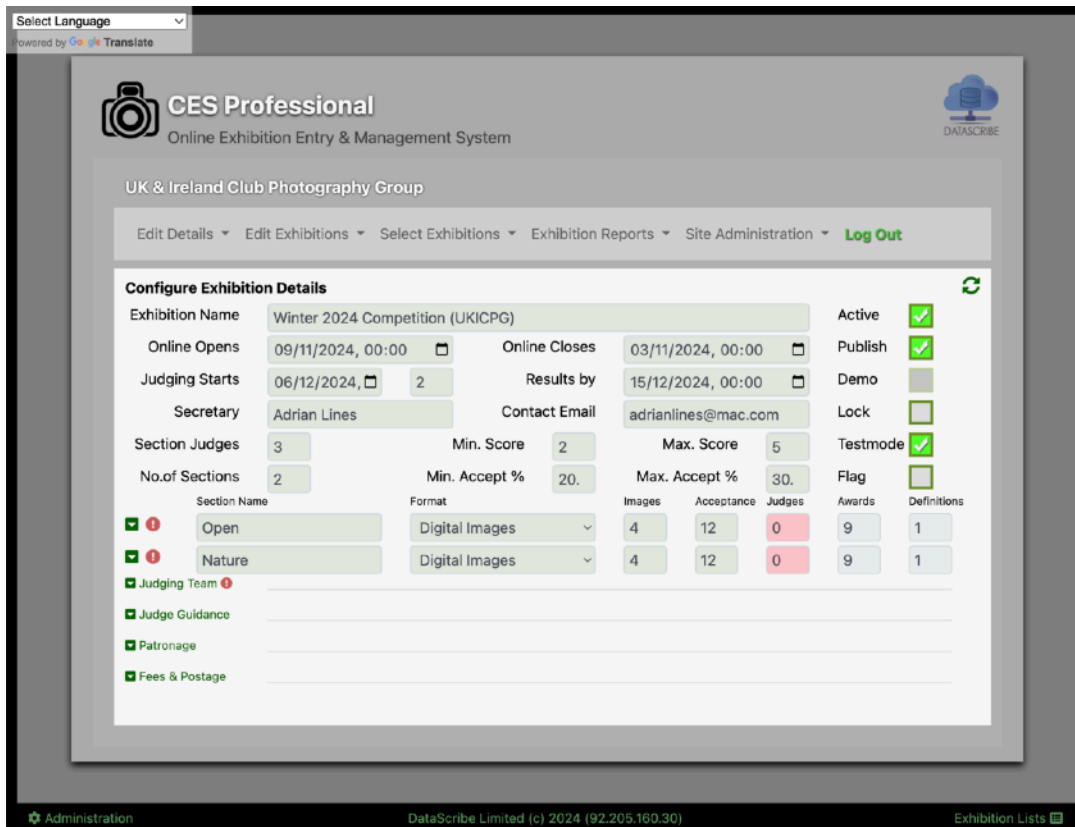 Select Language
Powered by Google Translate
CES Professional
Online Exhibition Entry & Management System
DATASCRIBE
UK & Ireland Club Photography Group
Edit Details Edit Exhibitions Select Exhibitions Exhibition Reports Site Administration Log Out
Configure Exhibition Details
Exhibition Name Winter 2024 Competition (UKICPG) Active
Online Opens 09/11/2024, 00:00 Online Closes 03/11/2024, 00:00 Publish
Judging Starts 06/12/2024, 2 Results by 15/12/2024, 00:00 Demo
Secretary Adrian Lines Contact Email adrianlines@mac.com Lock
Section Judges 3 Min. Score 2 Max. Score 5 Testmode
No.of Sections 2 Min. Accept % 20. Max. Accept % 30. Flag
Section Name Format Images Acceptance Judges Awards Definitions
Open Digital Images 4 12 0 9 1
Nature Digital Images 4 12 0 9 1
Judging Team
Judge Guidance
Patronage
Fees & Postage
Administration DataScribe Limited (c) 2024 (92.205.160.30) Exhibition Lists